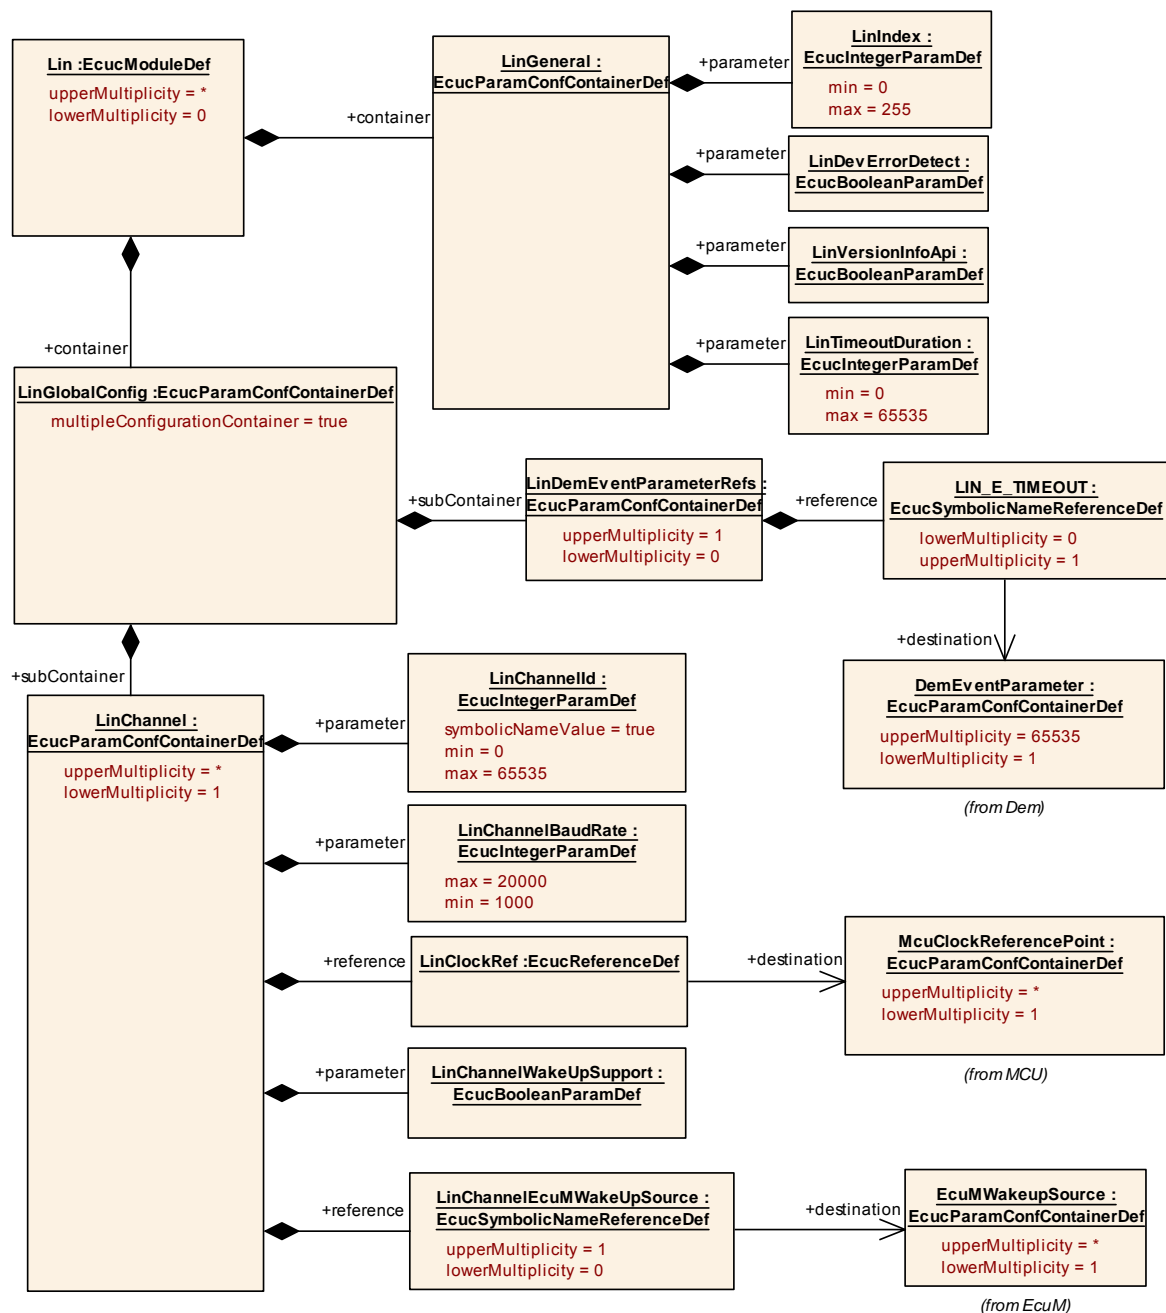 Lin :EcucModuleDef
upperMultiplicity = *
lowerMultiplicity = 0
+container
LinGeneral :
EcucParamConfContainerDef
+parameter
LinIndex :
EcucIntegerParamDef
min = 0
max = 255
+parameter
LinDevErrorDetect :
EcucBooleanParamDef
+parameter
LinVersionInfoApi :
EcucBooleanParamDef
+parameter
LinTimeoutDuration :
EcucIntegerParamDef
min = 0
max = 65535
+container
LinGlobalConfig :EcucParamConfContainerDef
multipleConfigurationContainer = true
+subContainer
LinDemEventParameterRefs :
EcucParamConfContainerDef
upperMultiplicity = 1
lowerMultiplicity = 0
+reference
LIN_E_TIMEOUT :
EcucSymbolicNameReferenceDef
lowerMultiplicity = 0
upperMultiplicity = 1
+destination
DemEventParameter :
EcucParamConfContainerDef
upperMultiplicity = 65535
lowerMultiplicity = 1
(from Dem)
+subContainer
LinChannel :
EcucParamConfContainerDef
upperMultiplicity = *
lowerMultiplicity = 1
+parameter
LinChannelId :
EcucIntegerParamDef
symbolicNameValue = true
min = 0
max = 65535
+parameter
LinChannelBaudRate :
EcucIntegerParamDef
max = 20000
min = 1000
+reference
LinClockRef :EcucReferenceDef
+destination
McuClockReferencePoint :
EcucParamConfContainerDef
upperMultiplicity = *
lowerMultiplicity = 1
(from MCU)
+parameter
LinChannelWakeUpSupport :
EcucBooleanParamDef
+reference
LinChannelEcuMWakeUpSource :
EcucSymbolicNameReferenceDef
upperMultiplicity = 1
lowerMultiplicity = 0
+destination
EcuMWakeupSource :
EcucParamConfContainerDef
upperMultiplicity = *
lowerMultiplicity = 1
(from EcuM)